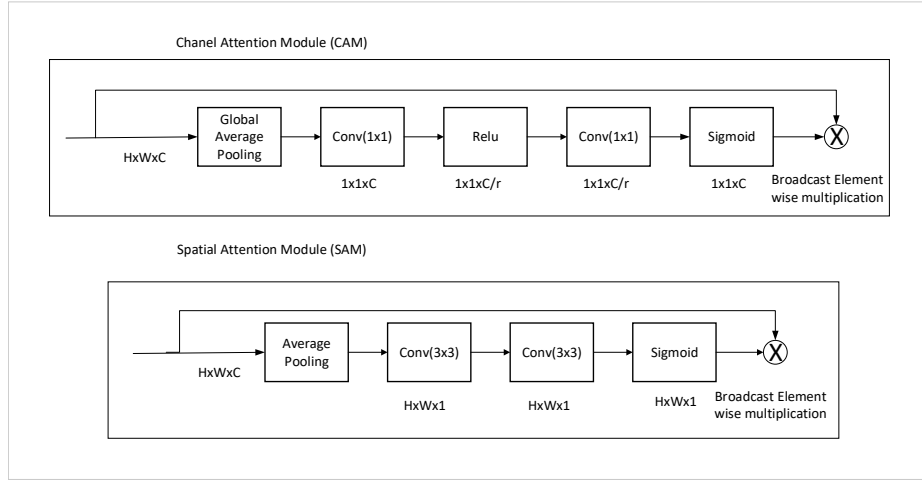 Chanel Attention Module (CAM)
Global
Average
Pooling
Conv(1x1)
Relu
Conv(1x1)
Sigmoid
X
HxWxC
1x1xC
1x1xC/r
1x1xC/r
1x1xC
Broadcast Element
wise multiplication
Spatial Attention Module (SAM)
Average
Pooling
Conv(3x3)
Conv(3x3)
Sigmoid
X
HxWxC
HxWx1
HxWx1
HxWx1
Broadcast Element
wise multiplication